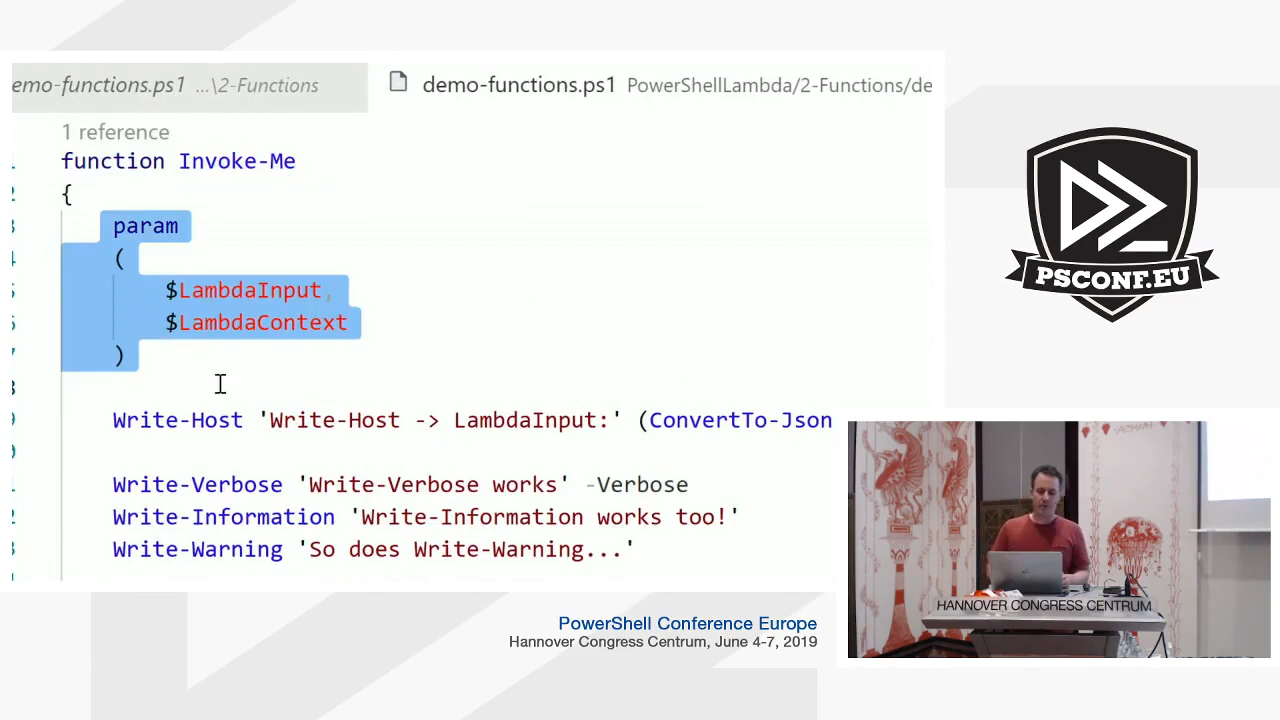 emo-functions.ps1 ...\2-Functions
demo-functions.ps1 PowerShellLambda/2-Functions/de
1 reference
function Invoke-Me
{
param
(
$LambdaInput,
$LambdaContext
)
Write-Host 'Write-Host -> LambdaInput:' (ConvertTo-Json
Write-Verbose 'Write-Verbose works' -Verbose
Write-Information 'Write-Information works too!'
Write-Warning 'So does Write-Warning...'
PSCONF.EU
HANNOVER CONGRESS CENTRUM
PowerShell Conference Europe
Hannover Congress Centrum, June 4-7, 2019